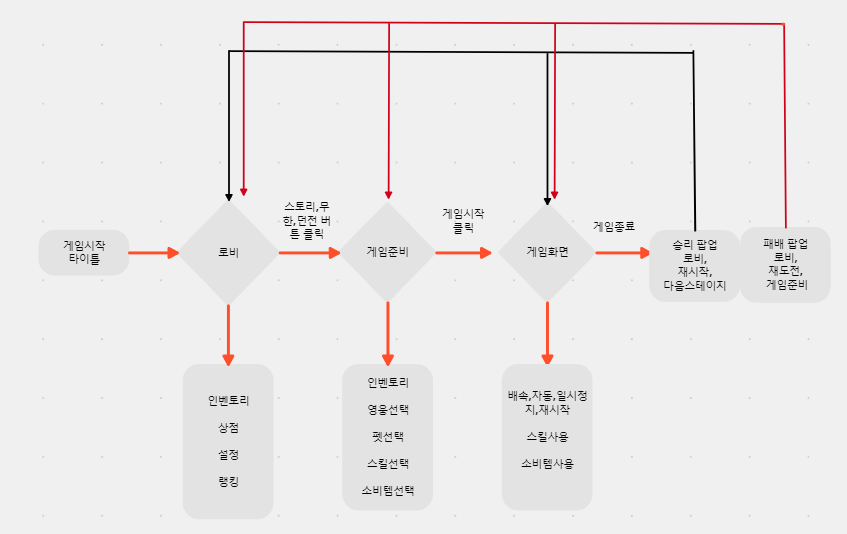 게임시작
타이틀
로비
스토리,무
한,던전 버
튼 클릭
게임준비
게임시작
클릭
게임화면
게임종료
승리 팝업
로비,
재시작,
다음스테이지
패배 팝업
로비,
재도전,
게임준비
인벤토리
상점
설정
랭킹
인벤토리
영웅선택
펫선택
스킬선택
소비템선택
배속,자동,일시정
지,재시작
스킬사용
소비템사용